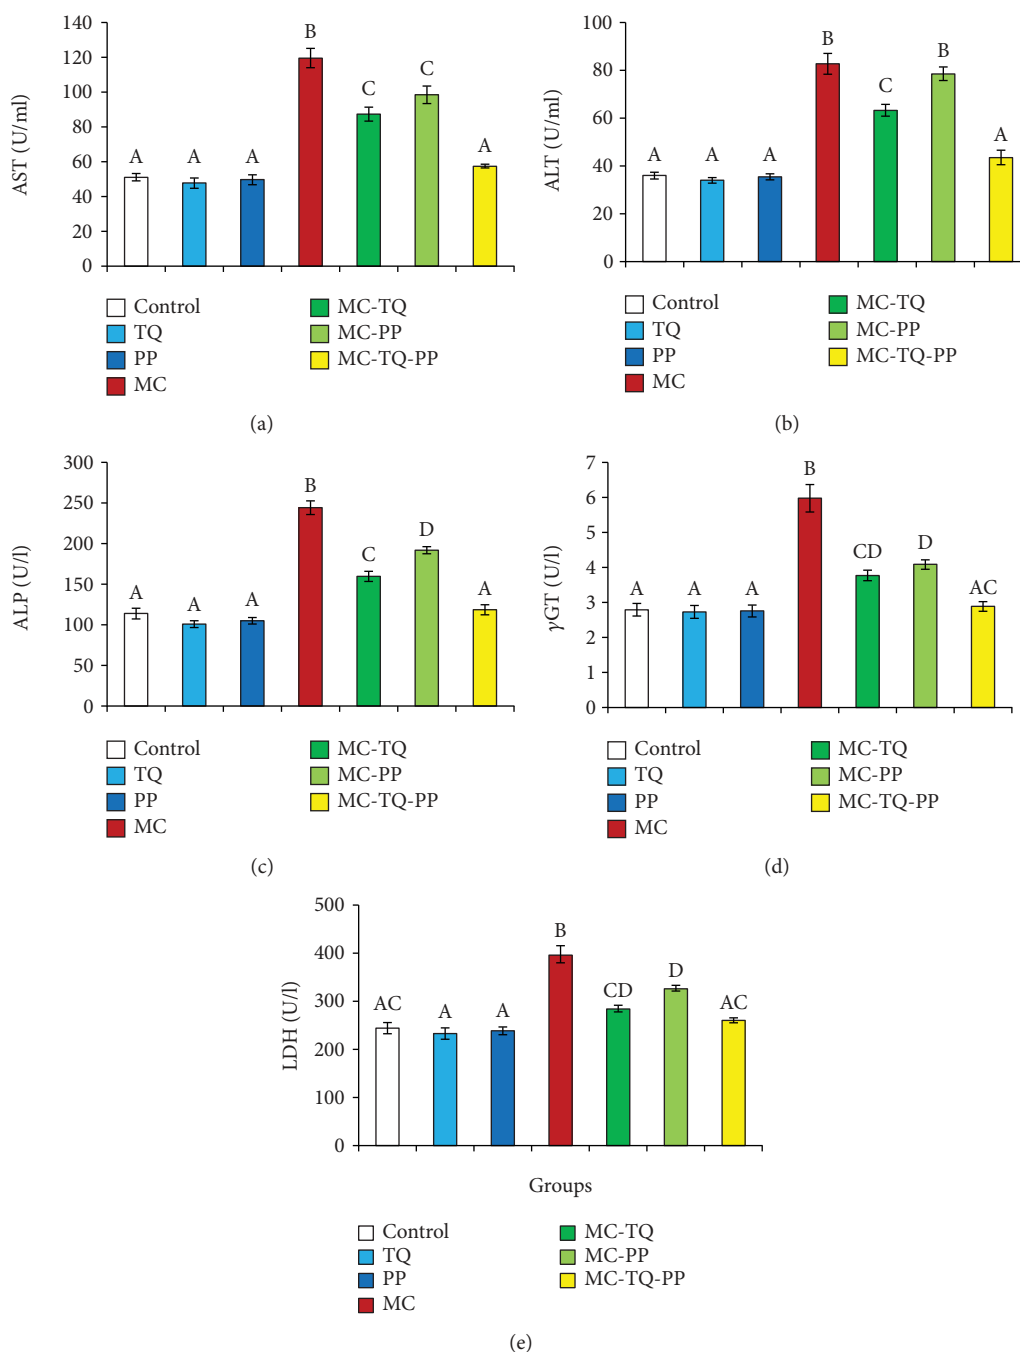 140
120
100
80
60
40
20
0
AST (U/ml)
A A A B C C A
Control
TQ
PP
MC
MC-TQ
MC-PP
MC-TQ-PP
(a)
100
80
60
40
20
0
ALT (U/ml)
A A A B C B A
Control
TQ
PP
MC
MC-TQ
MC-PP
MC-TQ-PP
(b)
300
250
200
150
100
50
0
ALP (U/l)
A A A B C D A
Control
TQ
PP
MC
MC-TQ
MC-PP
MC-TQ-PP
(c)
7
6
5
4
3
2
1
0
γGT (U/l)
A A A B CD D AC
Control
TQ
PP
MC
MC-TQ
MC-PP
MC-TQ-PP
(d)
500
400
300
200
100
0
LDH (U/l)
AC A A B CD D AC
Groups
Control
TQ
PP
MC
MC-TQ
MC-PP
MC-TQ-PP
(e)